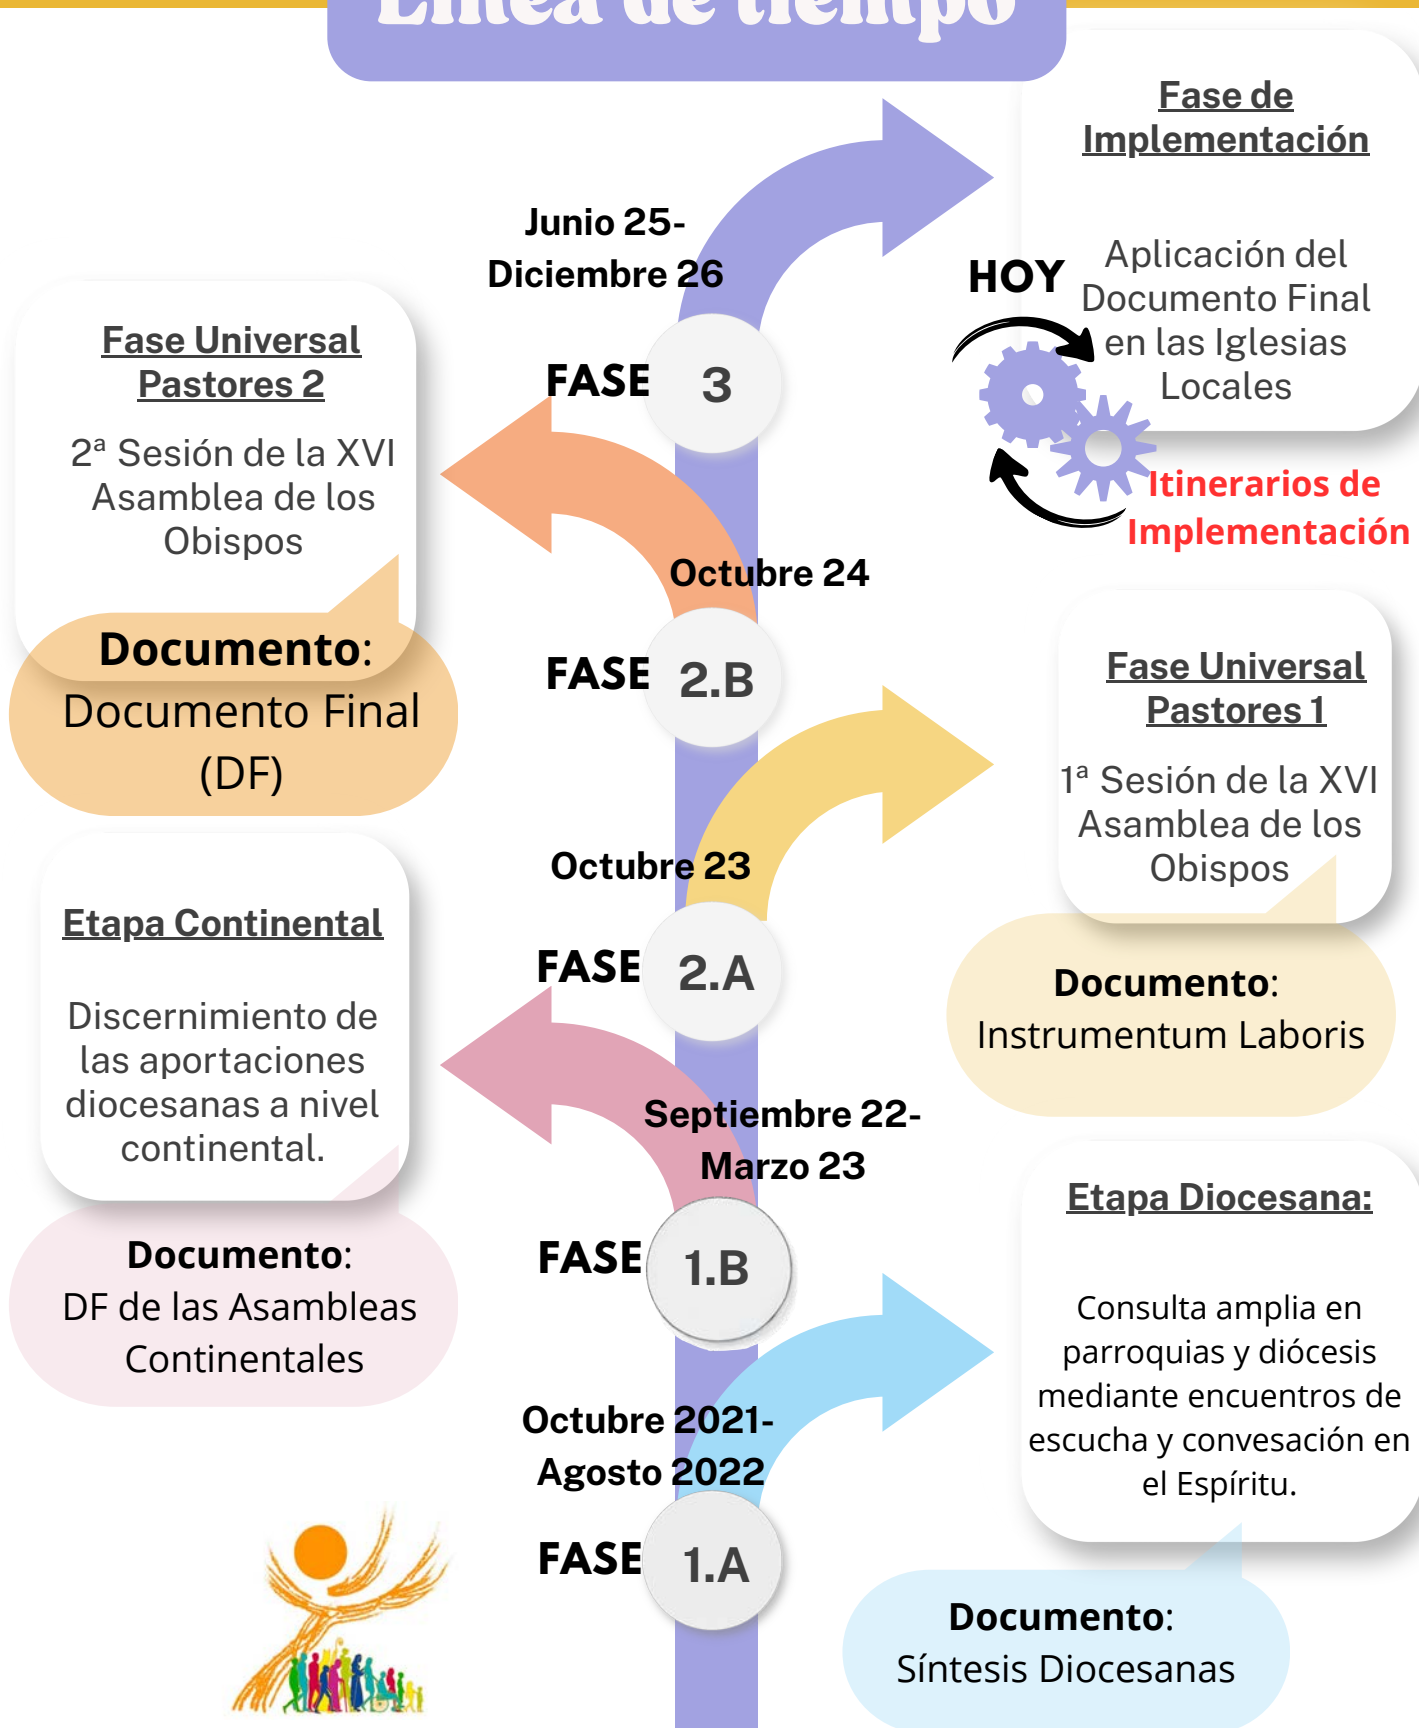 Línea de tiempo
Fase de
Implementación
Aplicación del
Documento Final
en las Iglesias
Locales
HOY
Itinerarios de
Implementación
Junio 25-
Diciembre 26
FASE 3
Fase Universal
Pastores 2
2ª Sesión de la XVI
Asamblea de los
Obispos
Documento:
Documento Final
(DF)
Octubre 24
FASE 2.B
Fase Universal
Pastores 1
1ª Sesión de la XVI
Asamblea de los
Obispos
Documento:
Instrumentum Laboris
Octubre 23
FASE 2.A
Etapa Continental
Discernimiento de
las aportaciones
diocesanas a nivel
continental.
Documento:
DF de las Asambleas
Continentales
Septiembre 22-
Marzo 23
FASE 1.B
Etapa Diocesana:
Consulta amplia en
parroquias y diócesis
mediante encuentros de
escucha y convesación en
el Espíritu.
Documento:
Síntesis Diocesanas
Octubre 2021-
Agosto 2022
FASE 1.A